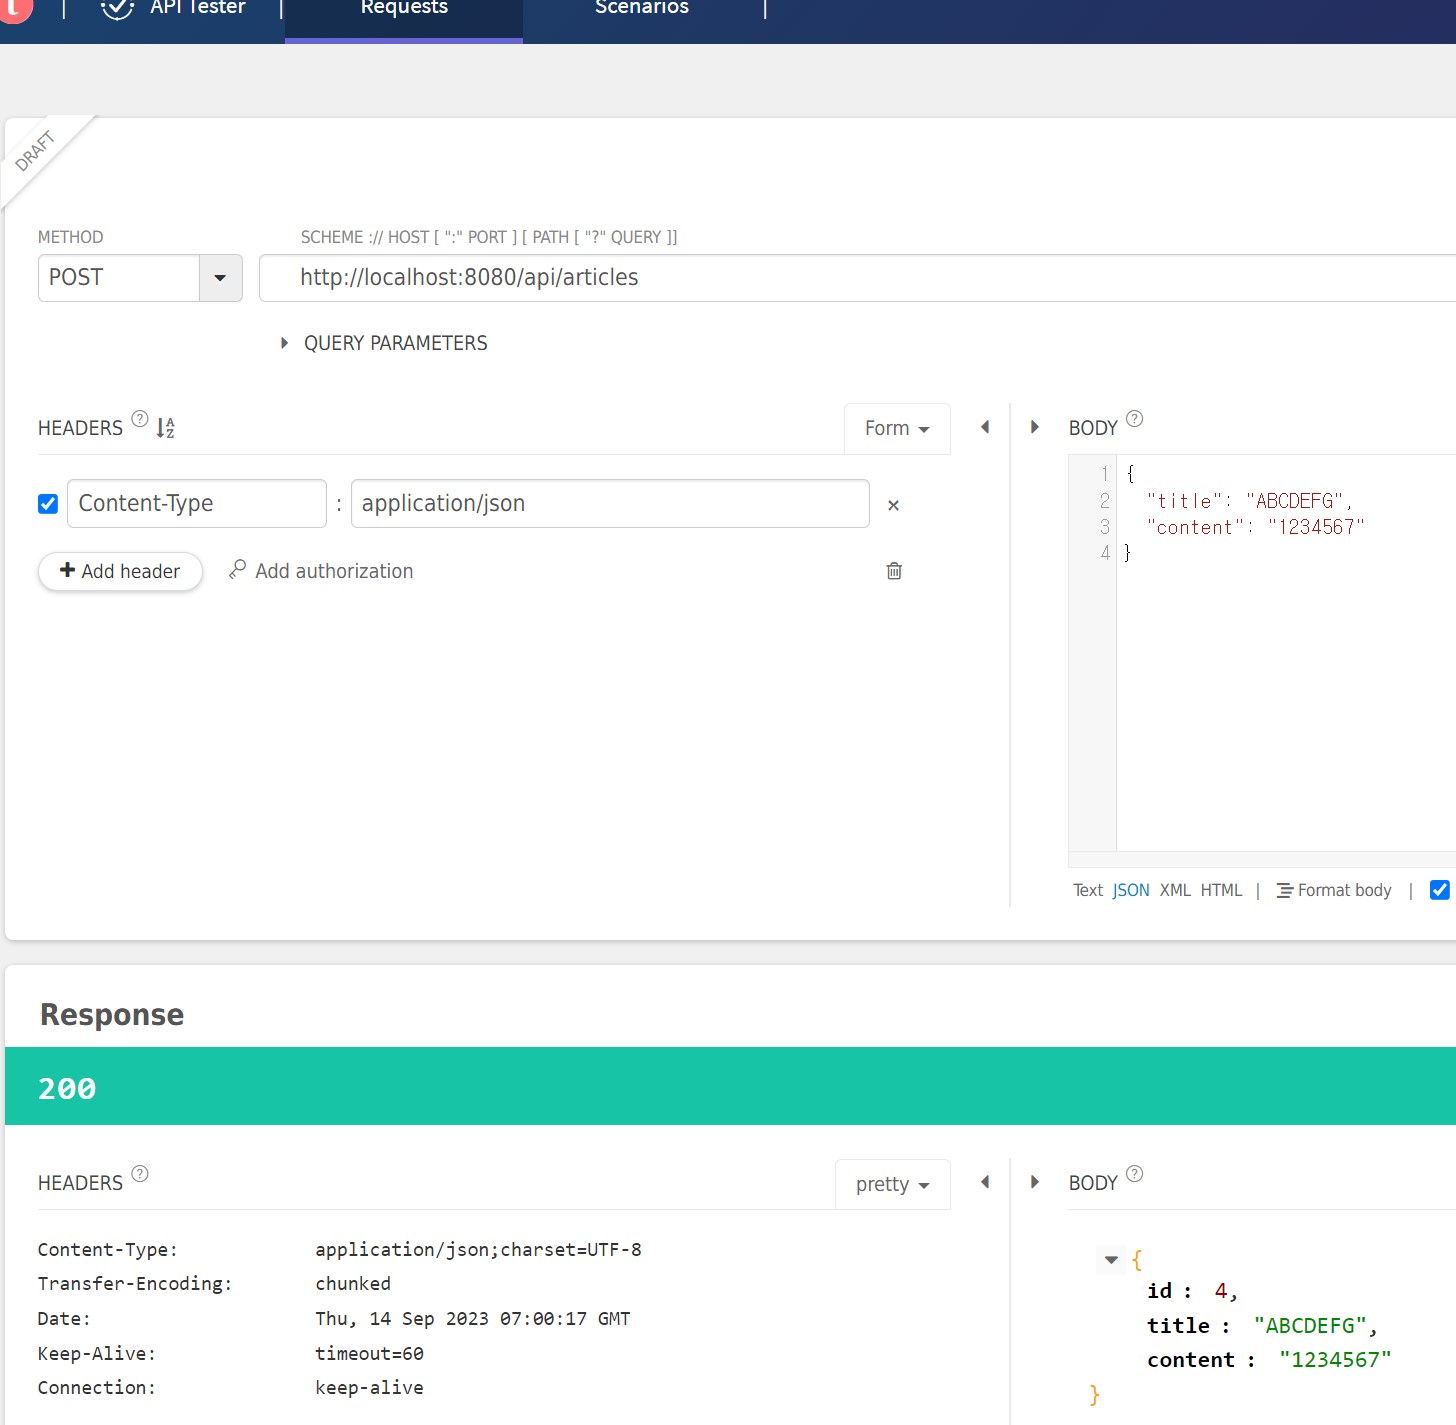 t | API Tester | Requests Scenarios |
DRAFT
METHOD SCHEME :// HOST [ ":" PORT ] [ PATH [ "?" QUERY ]]
POST http://localhost:8080/api/articles
QUERY PARAMETERS
HEADERS ? Form BODY ?
Content-Type : application/json ×
+ Add header Add authorization
1 {
2 "title": "ABCDEFG",
3 "content": "1234567"
4 }
Text JSON XML HTML | Format body |
Response
200
HEADERS ? pretty BODY ?
Content-Type: application/json;charset=UTF-8
Transfer-Encoding: chunked
Date: Thu, 14 Sep 2023 07:00:17 GMT
Keep-Alive: timeout=60
Connection: keep-alive
{
id : 4,
title : "ABCDEFG",
content : "1234567"
}